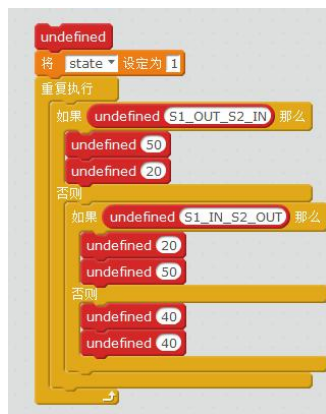 undefined
将 state 设定为 1
重复执行
如果 undefined S1_OUT_S2_IN 那么
undefined 50
undefined 20
否则
如果 undefined S1_IN_S2_OUT 那么
undefined 20
undefined 50
否则
undefined 40
undefined 40